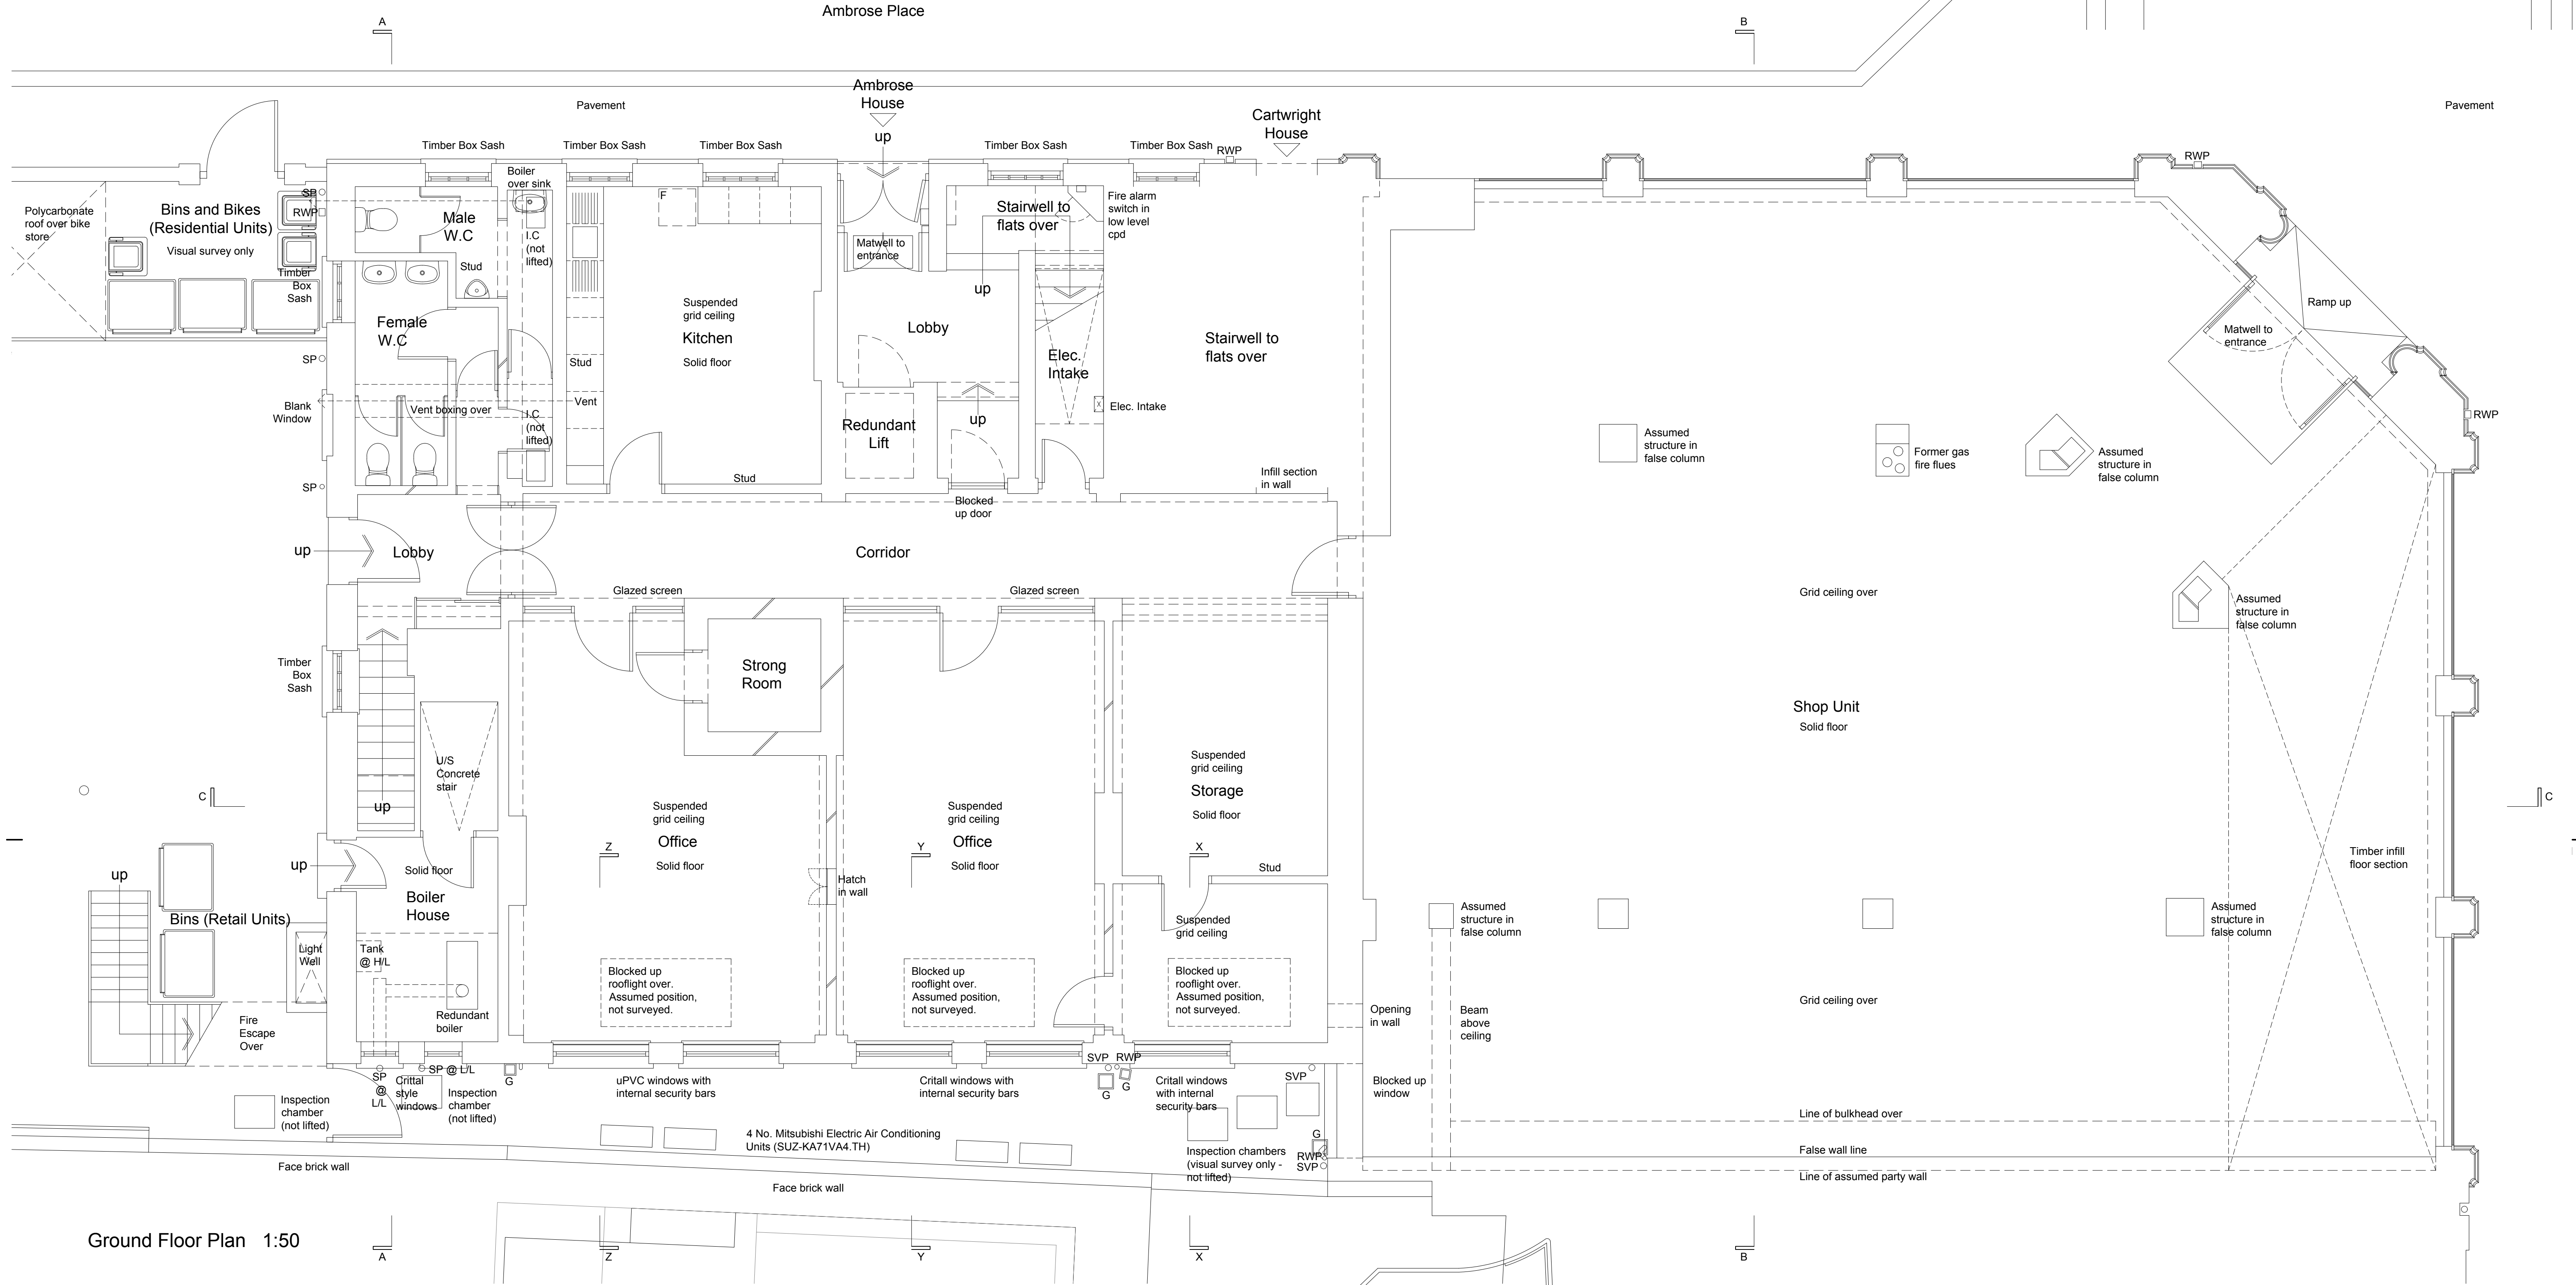 Ambrose Place
A
B
Ambrose
House
up
Pavement
Cartwright
House
Pavement
Timber Box Sash
Timber Box Sash
Timber Box Sash
Timber Box Sash
Timber Box Sash
RWP
RWP
Polycarbonate
roof over bike
store
Bins and Bikes
(Residential Units)
Visual survey only
SP
RWP
Timber
Box
Sash
Male
W.C
Stud
Boiler
over sink
I.C
(not
lifted)
F
Suspended
grid ceiling
Kitchen
Solid floor
Stud
Vent
Stud
Matwell to
entrance
Lobby
Stairwell to
flats over
up
Fire alarm
switch in
low level
cpd
Stairwell to
flats over
Elec.
Intake
Elec. Intake
X
Ramp up
Matwell to
entrance
RWP
Female
W.C
SP
Blank
Window
Vent boxing over
I.C
(not
lifted)
SP
Redundant
Lift
up
Blocked
up door
Infill section
in wall
Assumed
structure in
false column
Former gas
fire flues
Assumed
structure in
false column
up
Lobby
Corridor
Glazed screen
Glazed screen
Grid ceiling over
Assumed
structure in
false column
Timber
Box
Sash
Strong
Room
Shop Unit
Solid floor
U/S
Concrete
stair
up
C
C
Suspended
grid ceiling
Office
Solid floor
Z
Suspended
grid ceiling
Office
Solid floor
Y
Suspended
grid ceiling
Storage
Solid floor
X
Stud
Hatch
in wall
Timber infill
floor section
up
up
Solid floor
Boiler
House
Bins (Retail Units)
Light
Well
Tank
@ H/L
Redundant
boiler
Fire
Escape
Over
Suspended
grid ceiling
Assumed
structure in
false column
Assumed
structure in
false column
Blocked up
rooflight over.
Assumed position,
not surveyed.
Blocked up
rooflight over.
Assumed position,
not surveyed.
Blocked up
rooflight over.
Assumed position,
not surveyed.
Opening
in wall
Beam
above
ceiling
Grid ceiling over
Inspection
chamber
(not lifted)
SP
@
L/L
Crittal
style
windows
SP @ L/L
Inspection
chamber
(not lifted)
G
uPVC windows with
internal security bars
Critall windows with
internal security bars
SVP
RWP
G
G
Critall windows
with internal
security bars
SVP
Blocked up
window
Line of bulkhead over
4 No. Mitsubishi Electric Air Conditioning
Units (SUZ-KA71VA4.TH)
G
RWP
SVP
Inspection chambers
(visual survey only -
not lifted)
False wall line
Line of assumed party wall
Face brick wall
Face brick wall
Ground Floor Plan 1:50
A
Z
Y
X
B